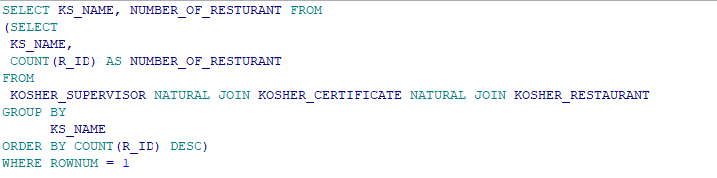 SELECT KS_NAME, NUMBER_OF_RESTURANT FROM
(SELECT
KS_NAME,
COUNT(R_ID) AS NUMBER_OF_RESTURANT
FROM
KOSHER_SUPERVISOR NATURAL JOIN KOSHER_CERTIFICATE NATURAL JOIN KOSHER_RESTAURANT
GROUP BY
KS_NAME
ORDER BY COUNT(R_ID) DESC)
WHERE ROWNUM = 1